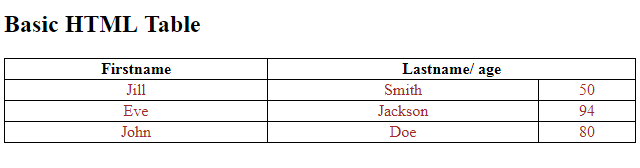 Basic HTML Table
Firstname Lastname/ age
Jill Smith 50
Eve Jackson 94
John Doe 80